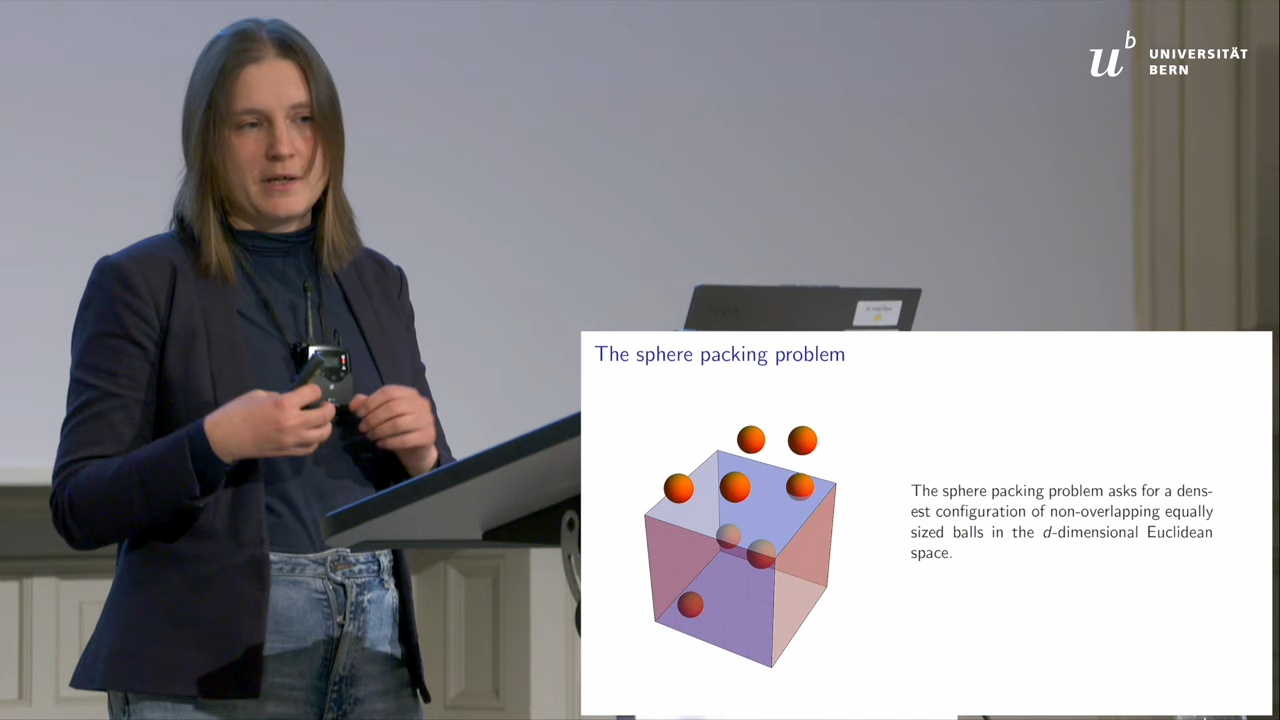 u b UNIVERSITÄT
BERN
The sphere packing problem
The sphere packing problem asks for a dens-
est configuration of non-overlapping equally
sized balls in the d-dimensional Euclidean
space.